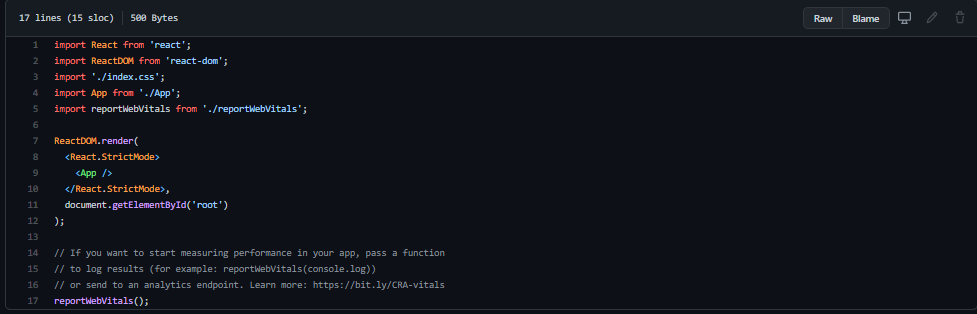 17 lines (15 sloc) 500 Bytes Raw Blame
1 import React from 'react';
2 import ReactDOM from 'react-dom';
3 import './index.css';
4 import App from './App';
5 import reportWebVitals from './reportWebVitals';
6
7 ReactDOM.render(
8 <React.StrictMode>
9 <App />
10 </React.StrictMode>,
11 document.getElementById('root')
12 );
13
14 // If you want to start measuring performance in your app, pass a function
15 // to log results (for example: reportWebVitals(console.log))
16 // or send to an analytics endpoint. Learn more: https://bit.ly/CRA-vitals
17 reportWebVitals();